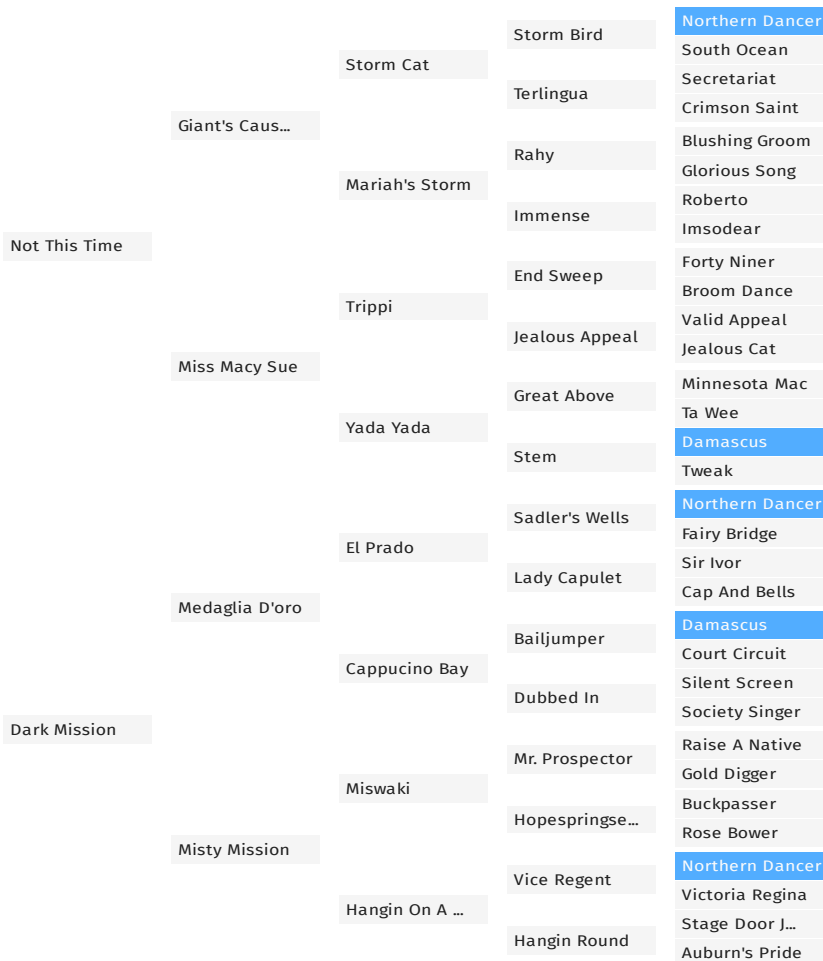 Not This Time
Dark Mission
Giant's Caus...
Miss Macy Sue
Medaglia D'oro
Misty Mission
Storm Cat
Mariah's Storm
Trippi
Yada Yada
El Prado
Cappucino Bay
Miswaki
Hangin On A ...
Storm Bird
Terlingua
Rahy
Immense
End Sweep
Jealous Appeal
Great Above
Stem
Sadler's Wells
Lady Capulet
Bailjumper
Dubbed In
Mr. Prospector
Hopespringse...
Vice Regent
Hangin Round
Northern Dancer
South Ocean
Secretariat
Crimson Saint
Blushing Groom
Glorious Song
Roberto
Imsodear
Forty Niner
Broom Dance
Valid Appeal
Jealous Cat
Minnesota Mac
Ta Wee
Damascus
Tweak
Northern Dancer
Fairy Bridge
Sir Ivor
Cap And Bells
Damascus
Court Circuit
Silent Screen
Society Singer
Raise A Native
Gold Digger
Buckpasser
Rose Bower
Northern Dancer
Victoria Regina
Stage Door J...
Auburn's Pride